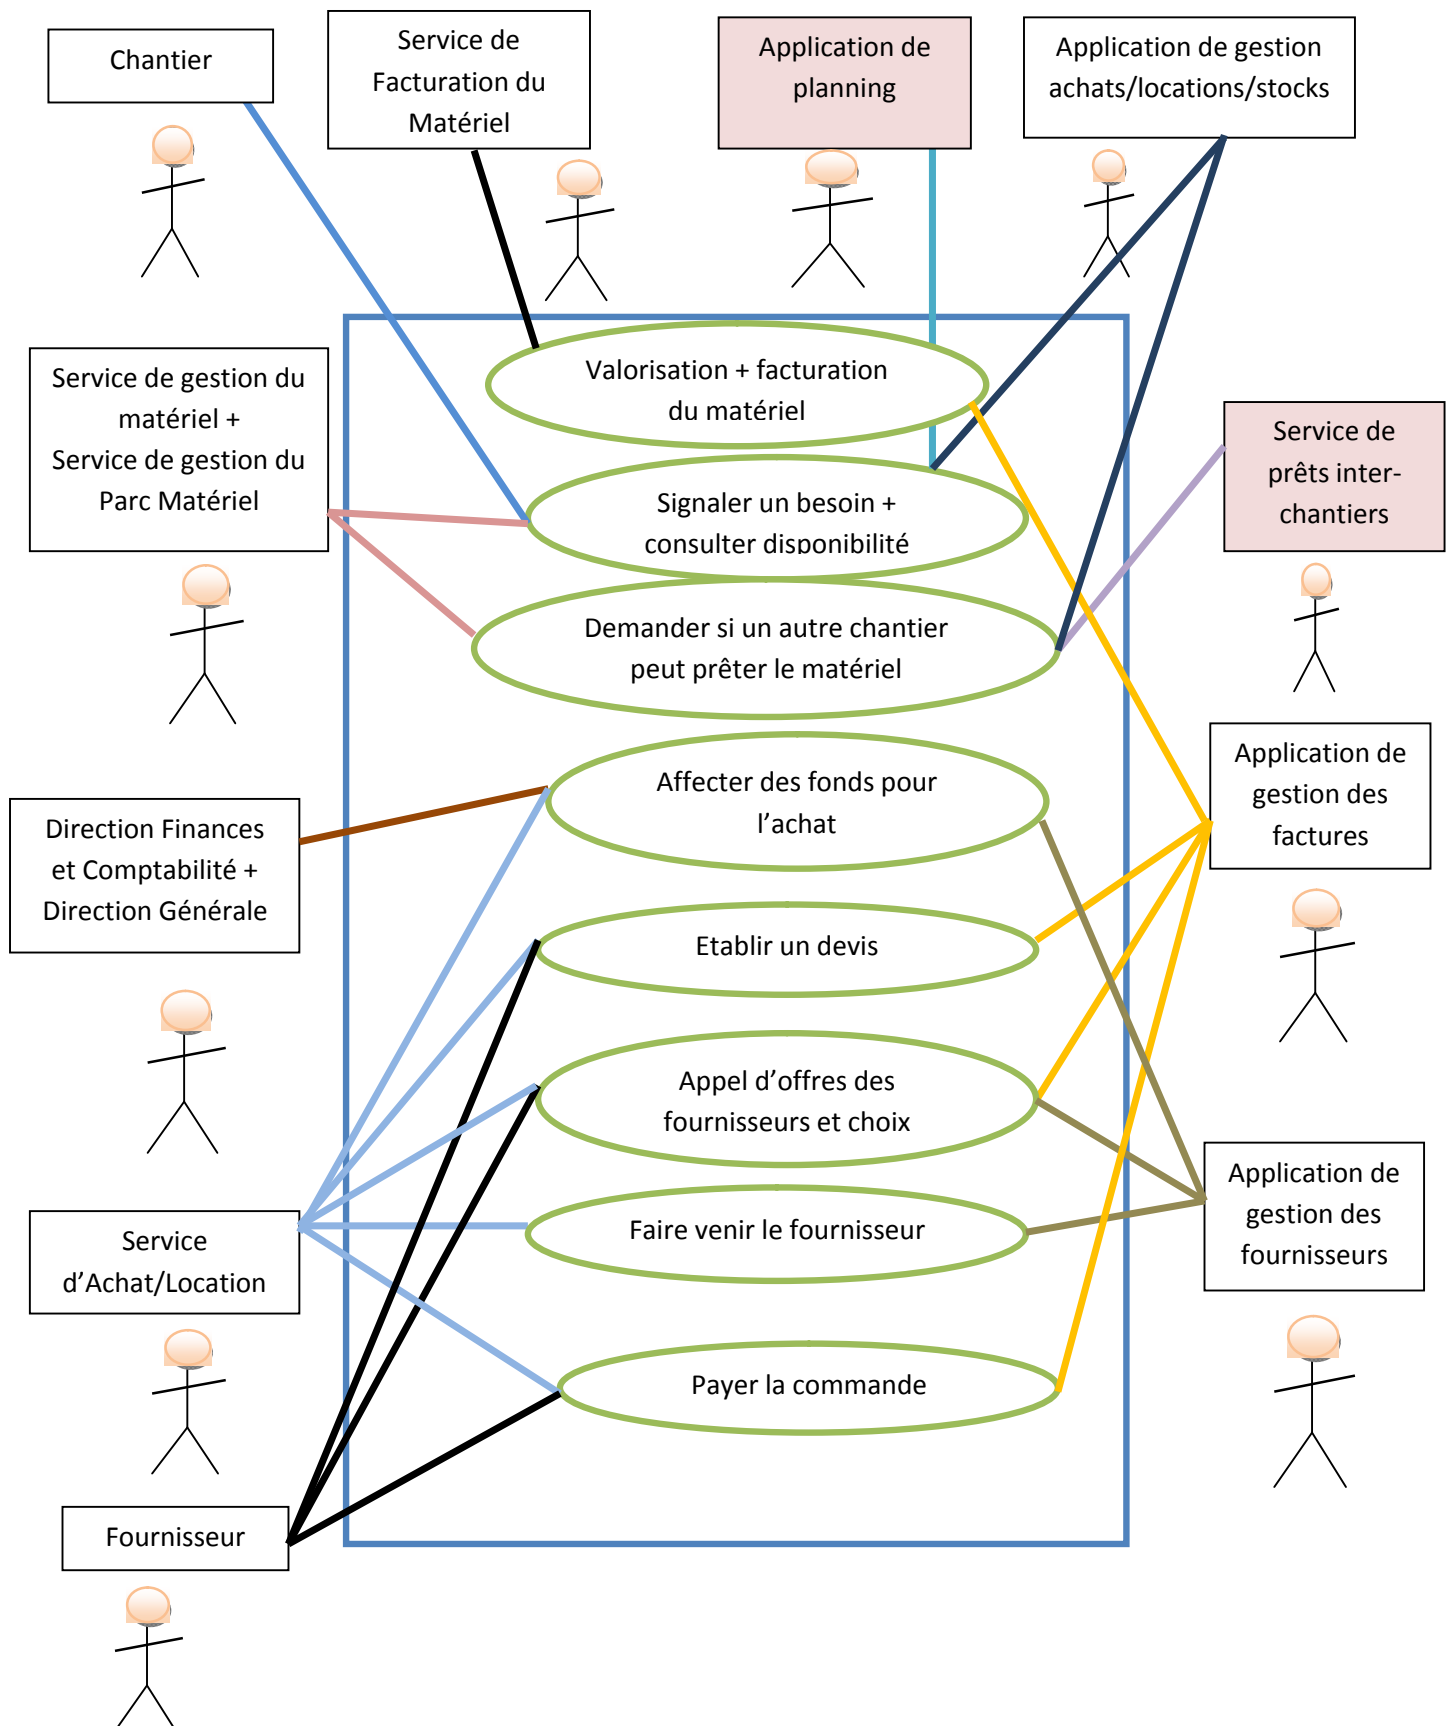 Chantier
Service de
Facturation du
Matériel
Application de
planning
Application de gestion
achats/locations/stocks
Valorisation + facturation
du matériel
Service de gestion du
matériel +
Service de gestion du
Parc Matériel
Service de
prêts inter-
chantiers
Signaler un besoin +
consulter disponibilité
Demander si un autre chantier
peut prêter le matériel
Affecter des fonds pour
l’achat
Application de
gestion des
factures
Direction Finances
et Comptabilité +
Direction Générale
Etablir un devis
Appel d’offres des
fournisseurs et choix
Application de
gestion des
fournisseurs
Faire venir le fournisseur
Service
d’Achat/Location
Payer la commande
Fournisseur